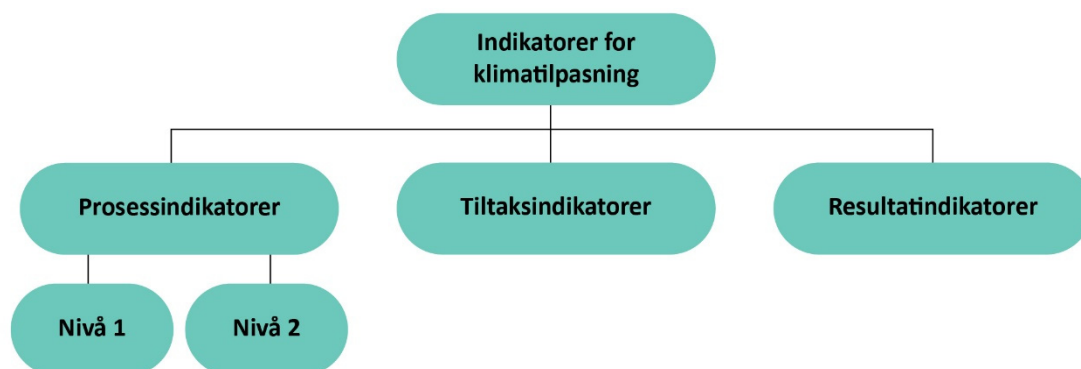 Indikatorer for
klimatilpasning
Prosessindikatorer
Tiltaksindikatorer
Resultatindikatorer
Nivå 1
Nivå 2